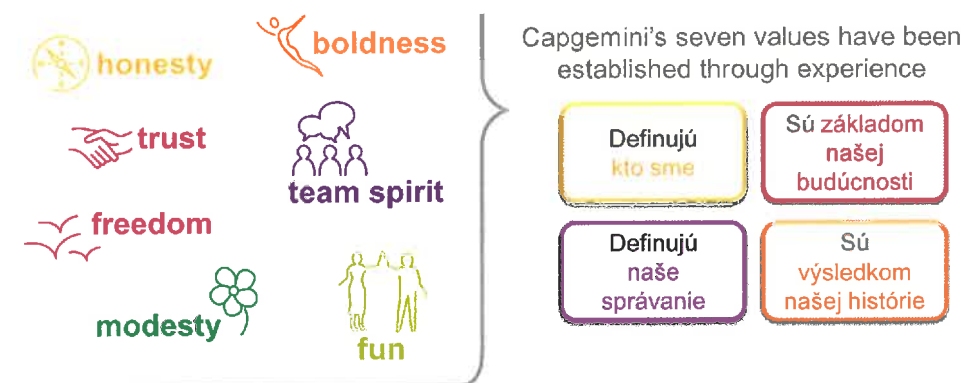 honesty
boldness
trust
team spirit
freedom
modesty
fun
Capgemini's seven values have been
established through experience
Definujú
kto sme
Sú základom
našej
budúcnosti
Definujú
naše
správanie
Sú
výsledkom
našej histórie